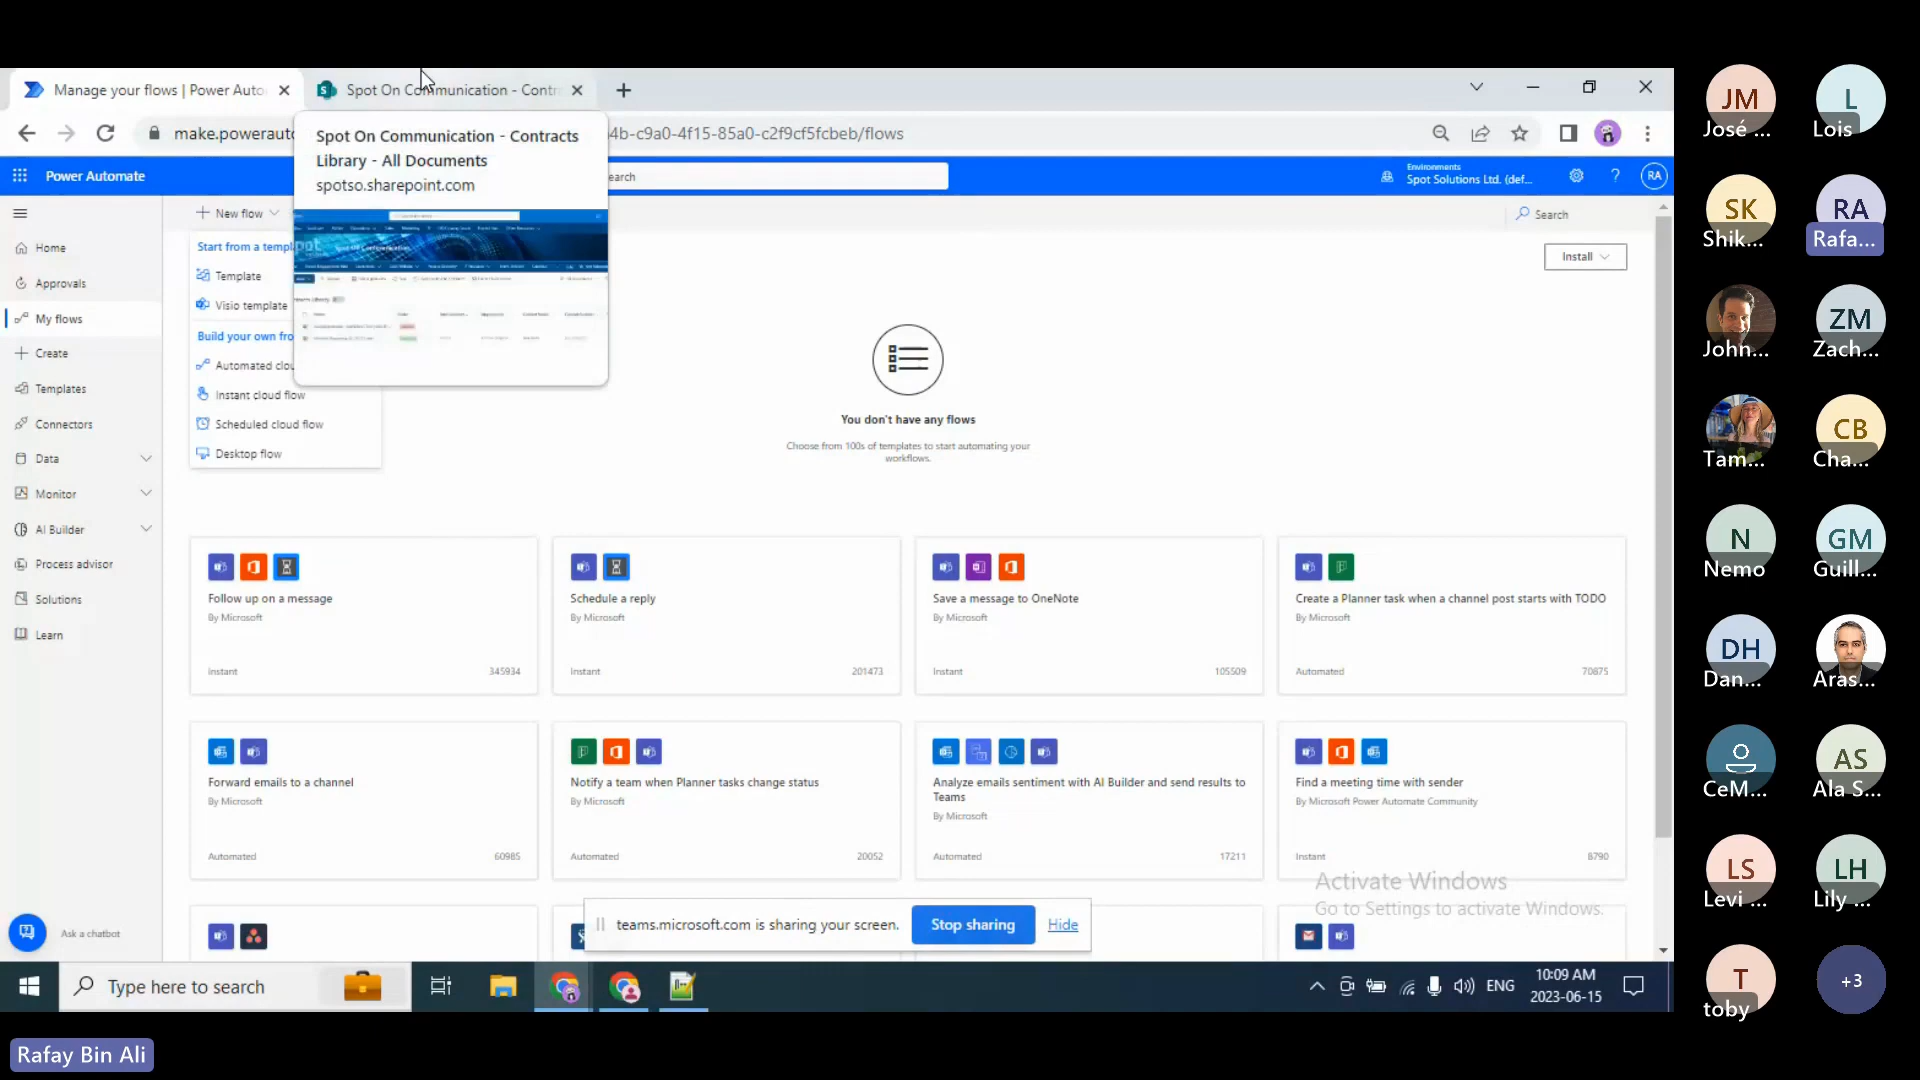 Manage your flows | Power Auto
Spot On Communication - Contr
make.powerauto
4b-c9a0-4f15-85a0-c2f9cf5fcbeb/flows
Spot On Communication - Contracts
Library - All Documents
spotso.sharepoint.com
Power Automate
earch
Environments
Spot Solutions Ltd. (def...
?
RA
New flow
Search
Install
Home
Approvals
My flows
Create
Templates
Connectors
Data
Monitor
AI Builder
Process advisor
Solutions
Learn
Ask a chatbot
Start from a templ
Template
Visio template
Build your own fro
Automated clou
Instant cloud flow
Scheduled cloud flow
Desktop flow
You don't have any flows
Choose from 100s of templates to start automating your
workflows.
Follow up on a message
By Microsoft
Instant
345934
Schedule a reply
By Microsoft
Instant
201473
Save a message to OneNote
By Microsoft
Instant
105509
Create a Planner task when a channel post starts with TODO
By Microsoft
Automated
70875
Forward emails to a channel
By Microsoft
Automated
60985
Notify a team when Planner tasks change status
By Microsoft
Automated
20052
Analyze emails sentiment with AI Builder and send results to
Teams
By Microsoft
Automated
17211
Find a meeting time with sender
By Microsoft Power Automate Community
Instant
8790
Activate Windows
Go to Settings to activate Windows.
teams.microsoft.com is sharing your screen.
Stop sharing
Hide
Type here to search
ENG
10:09 AM
2023-06-15
Rafay Bin Ali
JM
José ...
L
Lois
SK
Shik...
RA
Rafa...
John...
ZM
Zach...
Tam...
CB
Cha...
N
Nemo
GM
Guill...
DH
Dan...
Aras...
CeM...
AS
Ala S...
LS
Levi ...
LH
Lily ...
T
toby
+3